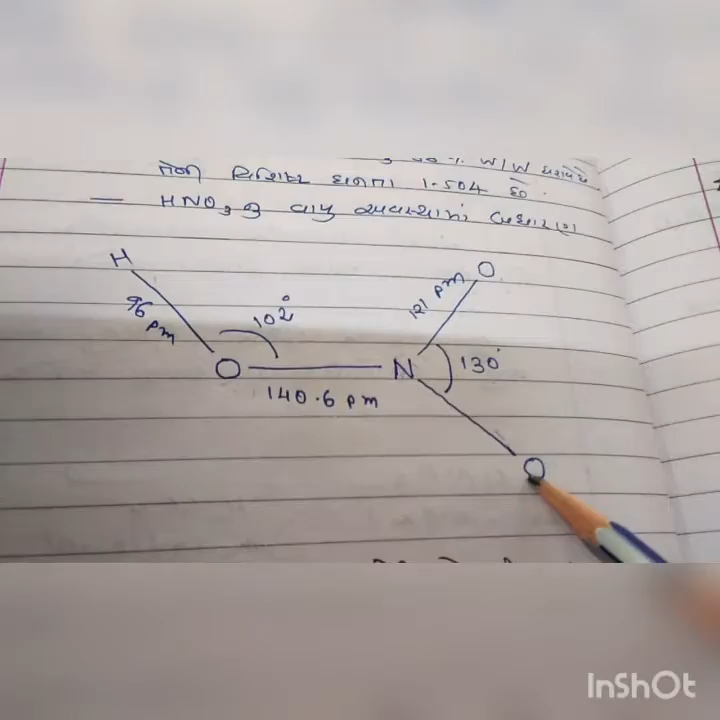 તેની વિશિષ્ટ ઘનતા 1.504 છે.
— HNO3 નું વાયુ અવસ્થામાં બંધારણ
H
O
96 pm
102°
121 pm
O
N
130°
140.6 pm
O
InShOt